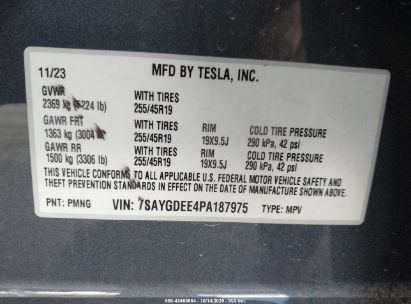 11/23
MFD BY TESLA, INC.
GVWR WITH TIRES
2369 kg (5224 lb) 255/45R19
GAWR FRT WITH TIRES RIM COLD TIRE PRESSURE
1363 kg (3004 lb) 255/45R19 19X9.5J 290 kPa, 42 psi
GAWR RR WITH TIRES RIM COLD TIRE PRESSURE
1500 kg (3306 lb) 255/45R19 19X9.5J 290 kPa, 42 psi
THIS VEHICLE CONFORMS TO ALL APPLICABLE U.S. FEDERAL MOTOR VEHICLE SAFETY AND
THEFT PREVENTION STANDARDS IN EFFECT ON THE DATE OF MANUFACTURE SHOWN ABOVE.
PNT: PMNG VIN: 7SAYGDEE4PA187975 TYPE: MPV